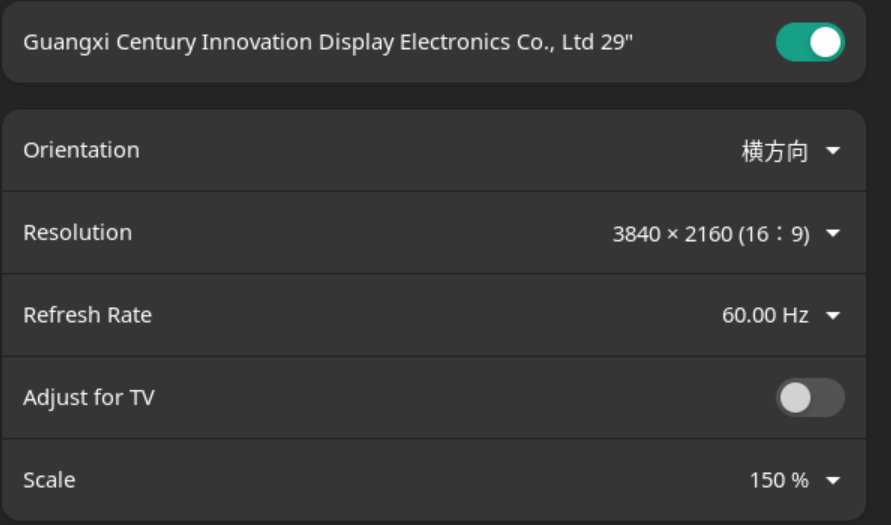 Guangxi Century Innovation Display Electronics Co., Ltd 29"
Orientation 横方向
Resolution 3840 × 2160 (16：9)
Refresh Rate 60.00 Hz
Adjust for TV
Scale 150 %